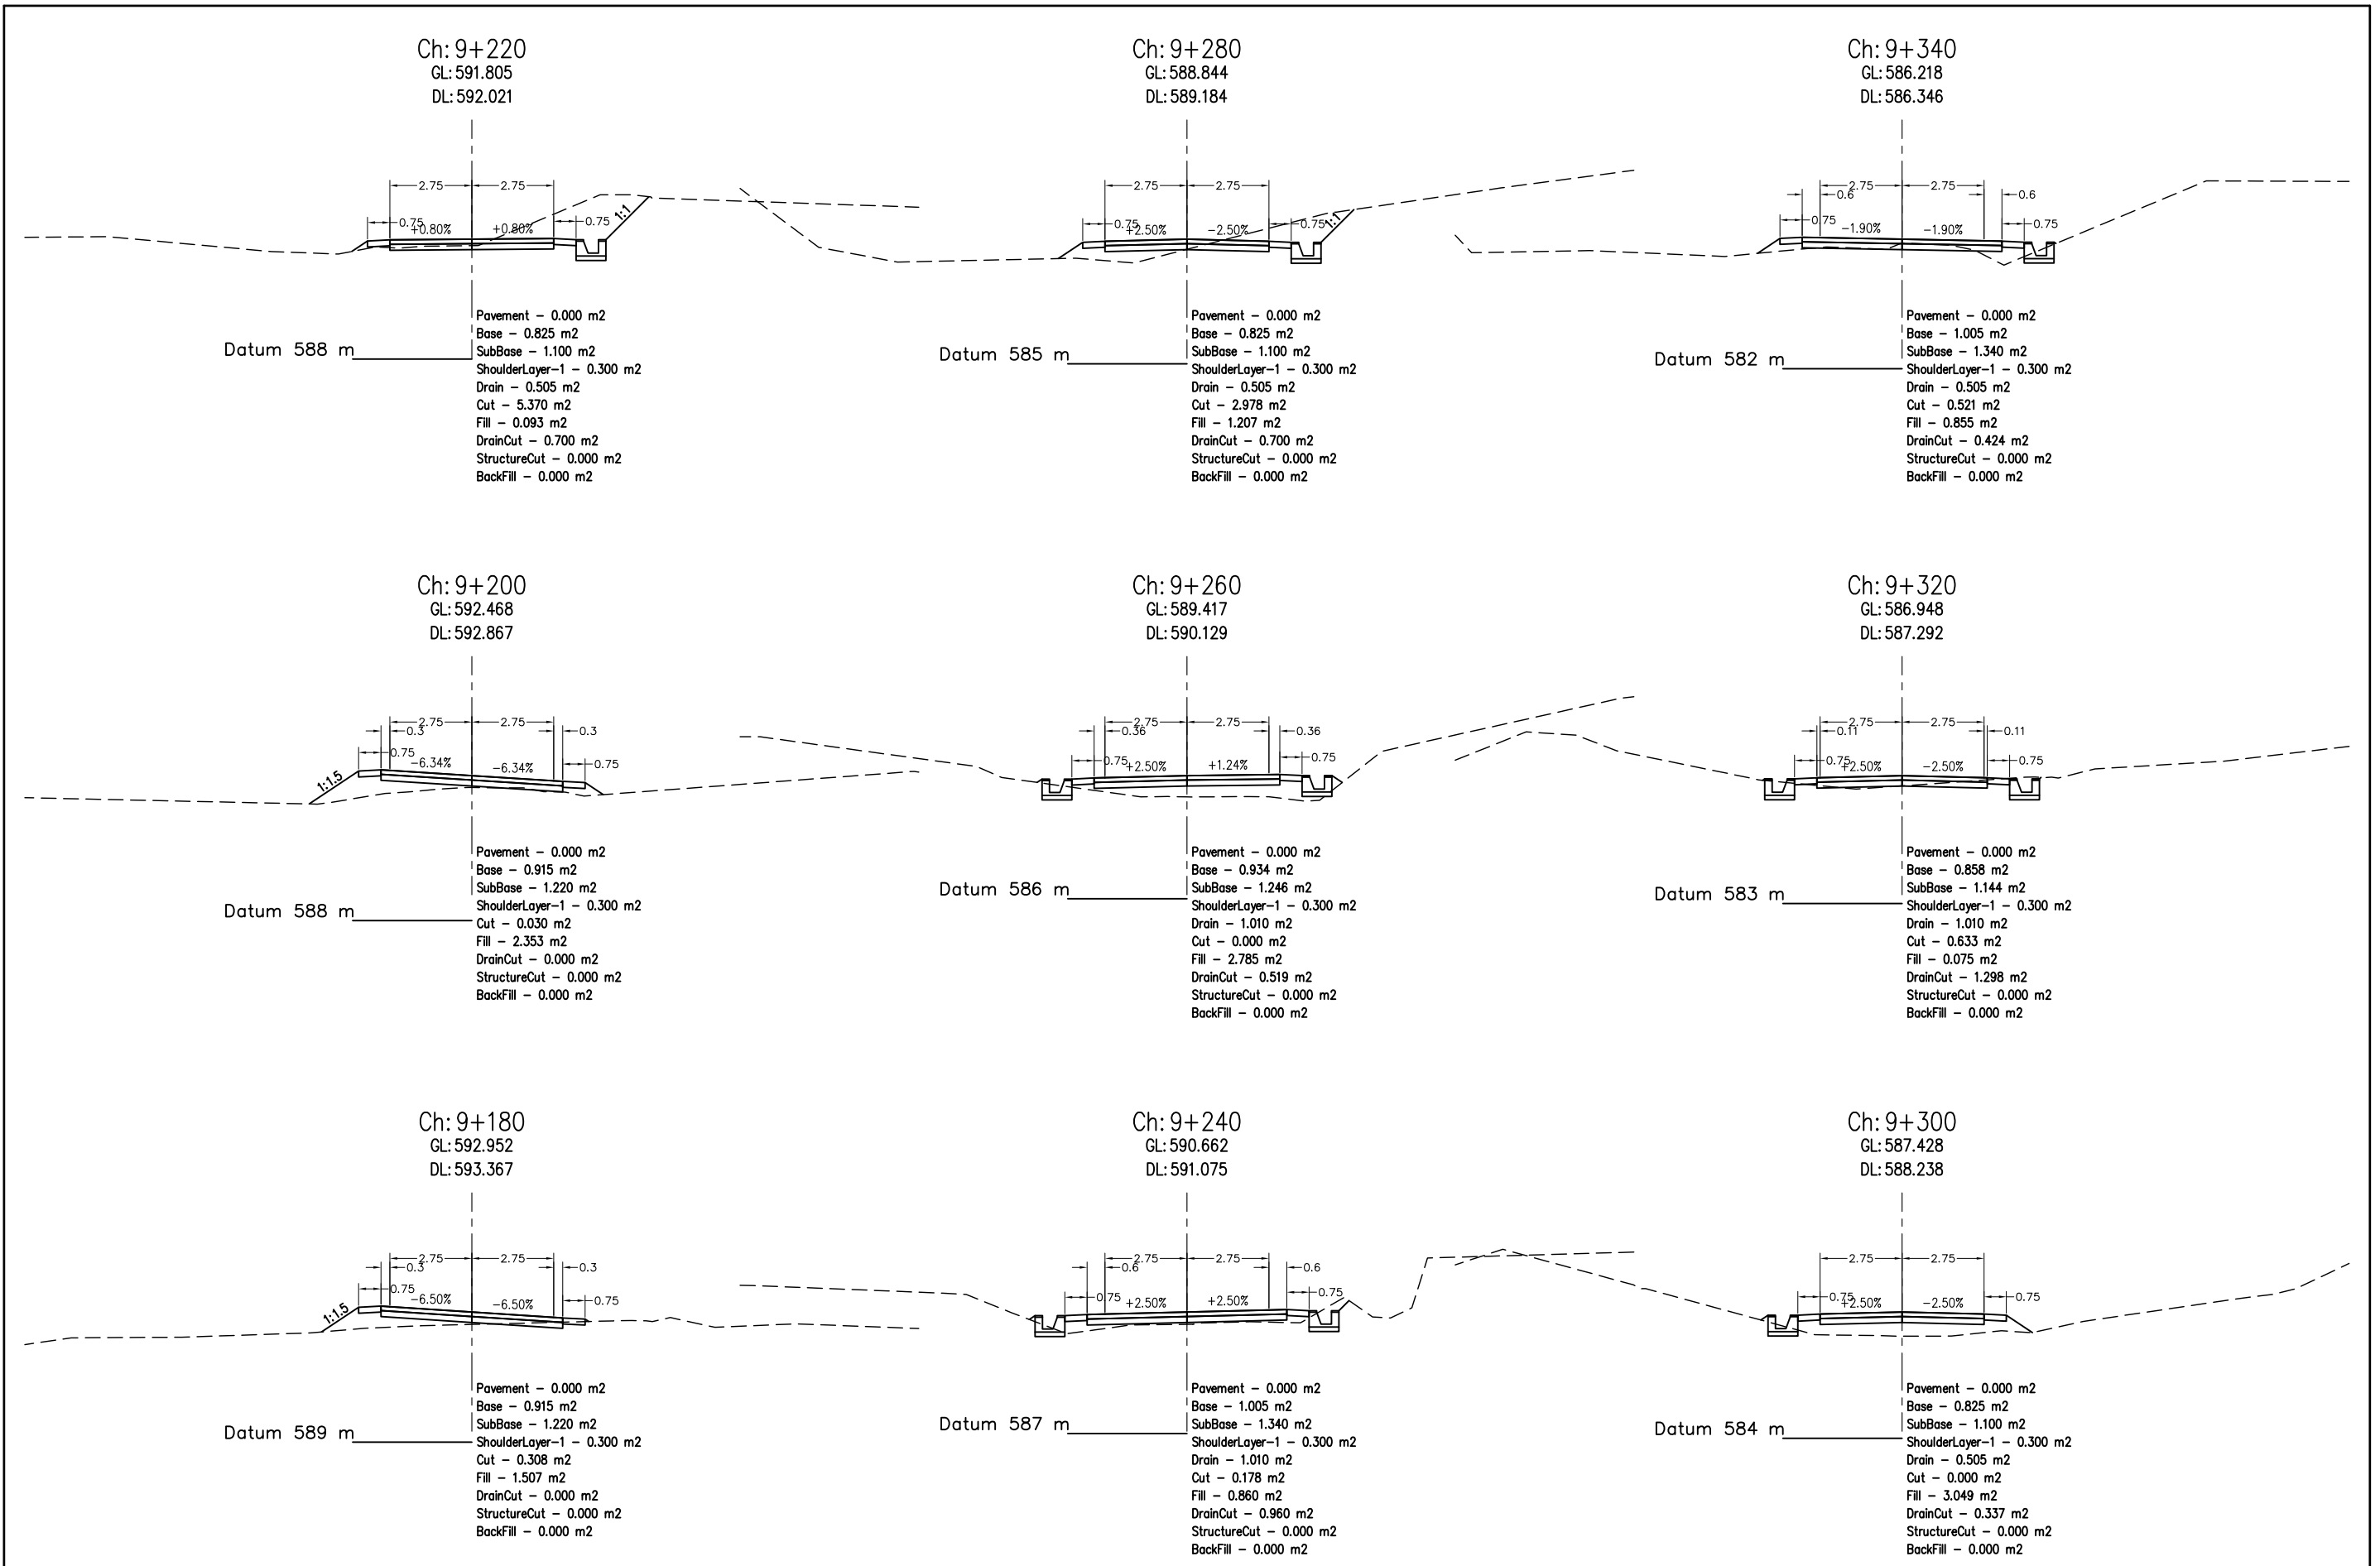 Ch: 9+220
GL: 591.805
DL: 592.021
2.75 2.75
0.75 +0.80% +0.80% 0.75 1:1
Datum 588 m
Pavement - 0.000 m2
Base - 0.825 m2
SubBase - 1.100 m2
ShoulderLayer-1 - 0.300 m2
Drain - 0.505 m2
Cut - 5.370 m2
Fill - 0.093 m2
DrainCut - 0.700 m2
StructureCut - 0.000 m2
BackFill - 0.000 m2
Ch: 9+280
GL: 588.844
DL: 589.184
2.75 2.75
0.75 +2.50% -2.50% 0.75 1:1
Datum 585 m
Pavement - 0.000 m2
Base - 0.825 m2
SubBase - 1.100 m2
ShoulderLayer-1 - 0.300 m2
Drain - 0.505 m2
Cut - 2.978 m2
Fill - 1.207 m2
DrainCut - 0.700 m2
StructureCut - 0.000 m2
BackFill - 0.000 m2
Ch: 9+340
GL: 586.218
DL: 586.346
2.75 2.75
0.6 0.6
0.75 -1.90% -1.90% 0.75
Datum 582 m
Pavement - 0.000 m2
Base - 1.005 m2
SubBase - 1.340 m2
ShoulderLayer-1 - 0.300 m2
Drain - 0.505 m2
Cut - 0.521 m2
Fill - 0.855 m2
DrainCut - 0.424 m2
StructureCut - 0.000 m2
BackFill - 0.000 m2
Ch: 9+200
GL: 592.468
DL: 592.867
2.75 2.75
0.3 0.3
1:1.5 0.75 -6.34% -6.34% 0.75
Datum 588 m
Pavement - 0.000 m2
Base - 0.915 m2
SubBase - 1.220 m2
ShoulderLayer-1 - 0.300 m2
Cut - 0.030 m2
Fill - 2.353 m2
DrainCut - 0.000 m2
StructureCut - 0.000 m2
BackFill - 0.000 m2
Ch: 9+260
GL: 589.417
DL: 590.129
2.75 2.75
0.36 0.36
0.75 +2.50% +1.24% 0.75
Datum 586 m
Pavement - 0.000 m2
Base - 0.934 m2
SubBase - 1.246 m2
ShoulderLayer-1 - 0.300 m2
Drain - 1.010 m2
Cut - 0.000 m2
Fill - 2.785 m2
DrainCut - 0.519 m2
StructureCut - 0.000 m2
BackFill - 0.000 m2
Ch: 9+320
GL: 586.948
DL: 587.292
2.75 2.75
0.11 0.11
0.75 +2.50% -2.50% 0.75
Datum 583 m
Pavement - 0.000 m2
Base - 0.858 m2
SubBase - 1.144 m2
ShoulderLayer-1 - 0.300 m2
Drain - 1.010 m2
Cut - 0.633 m2
Fill - 0.075 m2
DrainCut - 1.298 m2
StructureCut - 0.000 m2
BackFill - 0.000 m2
Ch: 9+180
GL: 592.952
DL: 593.367
2.75 2.75
0.3 0.3
1:1.5 0.75 -6.50% -6.50% 0.75
Datum 589 m
Pavement - 0.000 m2
Base - 0.915 m2
SubBase - 1.220 m2
ShoulderLayer-1 - 0.300 m2
Cut - 0.308 m2
Fill - 1.507 m2
DrainCut - 0.000 m2
StructureCut - 0.000 m2
BackFill - 0.000 m2
Ch: 9+240
GL: 590.662
DL: 591.075
2.75 2.75
0.6 0.6
0.75 +2.50% +2.50% 0.75
Datum 587 m
Pavement - 0.000 m2
Base - 1.005 m2
SubBase - 1.340 m2
ShoulderLayer-1 - 0.300 m2
Drain - 1.010 m2
Cut - 0.178 m2
Fill - 0.860 m2
DrainCut - 0.960 m2
StructureCut - 0.000 m2
BackFill - 0.000 m2
Ch: 9+300
GL: 587.428
DL: 588.238
2.75 2.75
0.75 +2.50% -2.50% 0.75
Datum 584 m
Pavement - 0.000 m2
Base - 0.825 m2
SubBase - 1.100 m2
ShoulderLayer-1 - 0.300 m2
Drain - 0.505 m2
Cut - 0.000 m2
Fill - 3.049 m2
DrainCut - 0.337 m2
StructureCut - 0.000 m2
BackFill - 0.000 m2